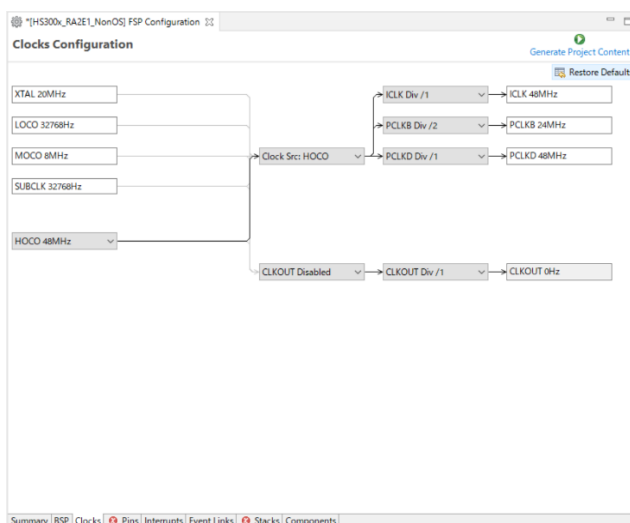 *[HS300x_RA2E1_NonOS] FSP Configuration
Clocks Configuration
Generate Project Content
Restore Default
XTAL 20MHz
ICLK Div /1
ICLK 48MHz
LOCO 32768Hz
PCLKB Div /2
PCLKB 24MHz
MOCO 8MHz
Clock Src: HOCO
PCLKD Div /1
PCLKD 48MHz
SUBCLK 32768Hz
HOCO 48MHz
CLKOUT Disabled
CLKOUT Div /1
CLKOUT 0Hz
Summary BSP Clocks Pins Interrupts Event Links Stacks Components